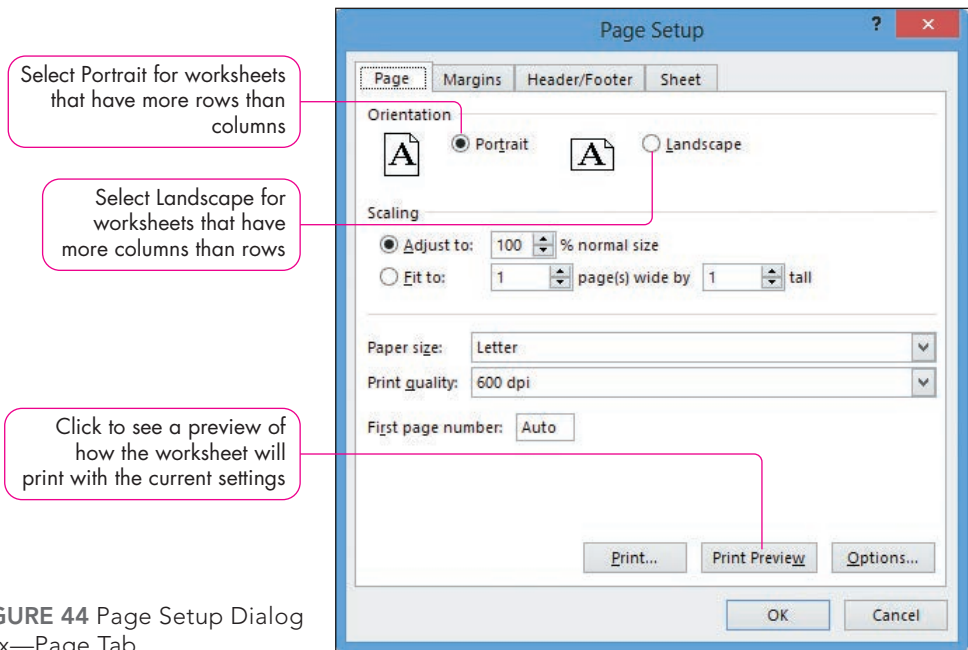 Page Setup
?
×
Page Margins Header/Footer Sheet
Select Portrait for worksheets
that have more rows than
columns
Orientation
A Portrait A Landscape
Select Landscape for
worksheets that have
more columns than rows
Scaling
Adjust to: 100 % normal size
Fit to: 1 page(s) wide by 1 tall
Paper size: Letter
Print quality: 600 dpi
First page number: Auto
Click to see a preview of
how the worksheet will
print with the current settings
Print... Print Preview Options...
OK Cancel
GURE 44 Page Setup Dialog
x—Page Tab